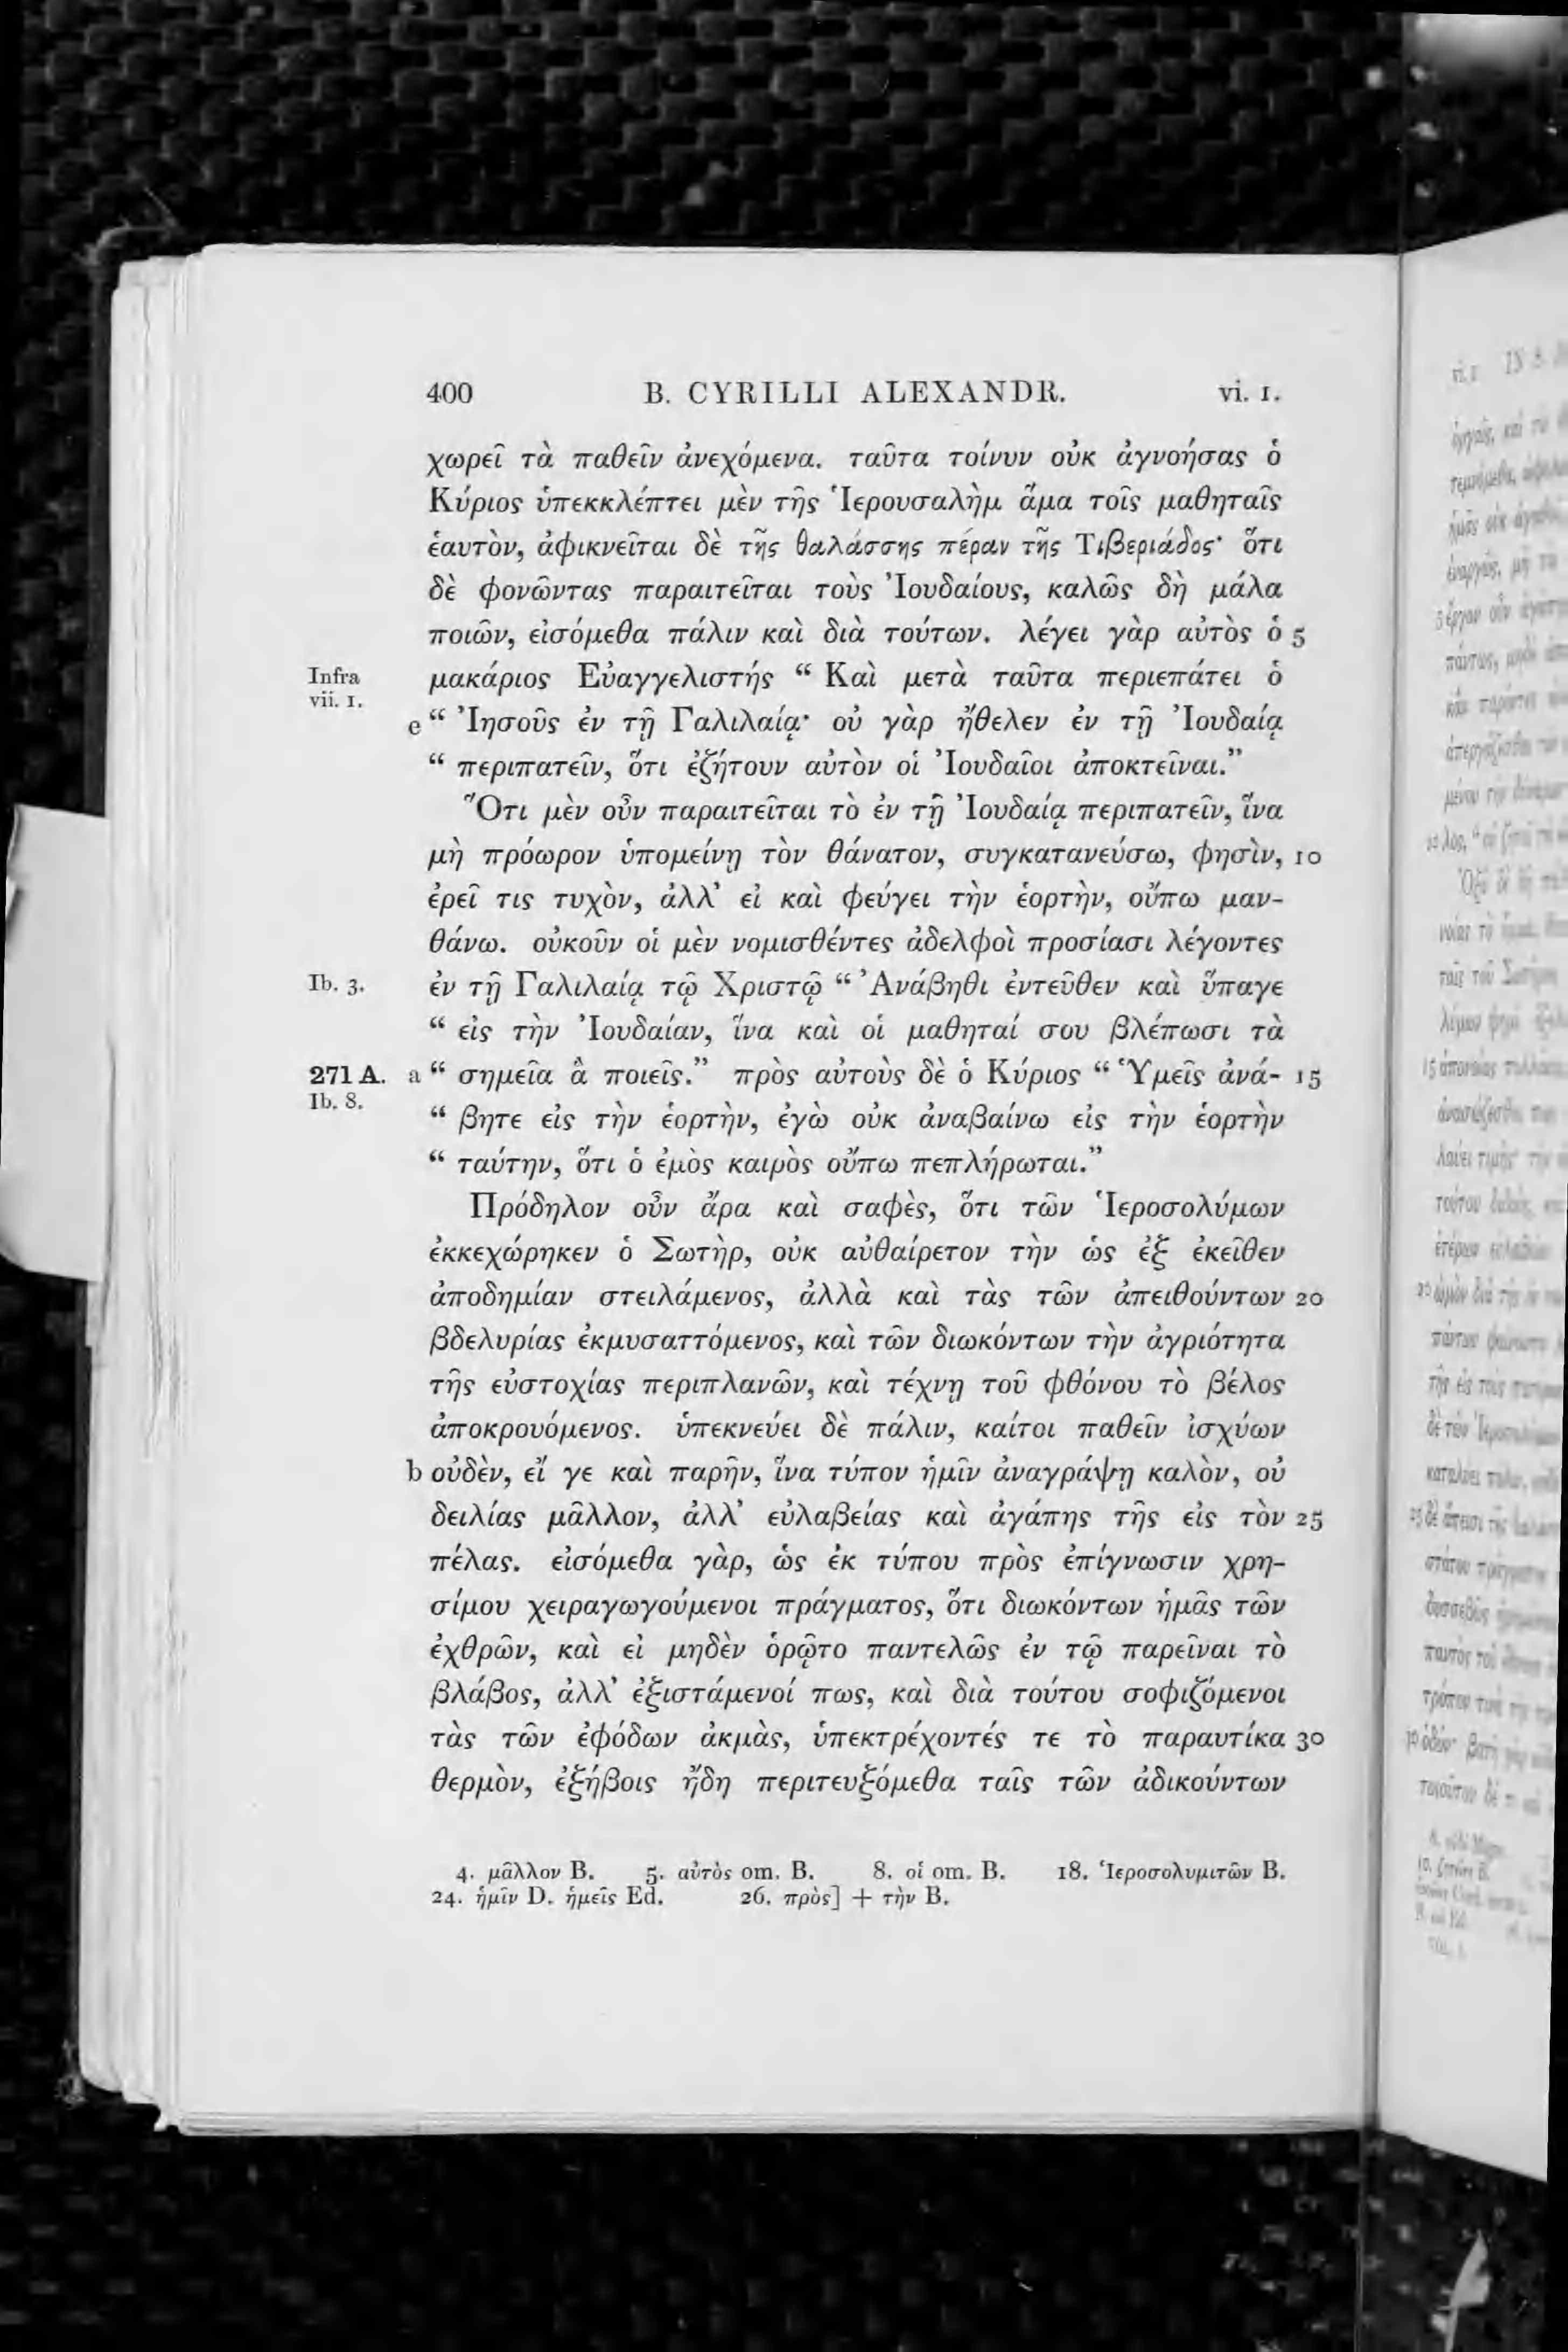 400 B. CYRILLI ALEXANDR. vi. 1.
χωρεῖ τὰ παθεῖν ἀνεχόμενα. ταῦτα τοίνυν οὐκ ἀγνοήσας ὁ
Κύριος ὑπεκκλέπτει μὲν τῆς Ἱερουσαλὴμ ἅμα τοῖς μαθηταῖς
ἑαυτὸν, ἀφικνεῖται δὲ τῆς θαλάσσης πέραν τῆς Τιβεριάδος· ὅτι
δὲ φονῶντας παραιτεῖται τοὺς Ἰουδαίους, καλῶς δὴ μάλα
ποιῶν, εἰσόμεθα πάλιν καὶ διὰ τούτων. λέγει γὰρ αὐτὸς ὁ 5
Infra vii. 1. μακάριος Εὐαγγελιστής “ Καὶ μετὰ ταῦτα περιεπάτει ὁ
e “ Ἰησοῦς ἐν τῇ Γαλιλαίᾳ· οὐ γὰρ ἤθελεν ἐν τῇ Ἰουδαίᾳ
“ περιπατεῖν, ὅτι ἐζήτουν αὐτὸν οἱ Ἰουδαῖοι ἀποκτεῖναι.”
Ὅτι μὲν οὖν παραιτεῖται τὸ ἐν τῇ Ἰουδαίᾳ περιπατεῖν, ἵνα
μὴ πρόωρον ὑπομείνῃ τὸν θάνατον, συγκατανεύσω, φησὶν, 10
ἐρεῖ τις τυχὸν, ἀλλ’ εἰ καὶ φεύγει τὴν ἑορτὴν, οὔπω μαν-
θάνω. οὐκοῦν οἱ μὲν νομισθέντες ἀδελφοὶ προσίασι λέγοντες
Ib. 3. ἐν τῇ Γαλιλαίᾳ τῷ Χριστῷ “ Ἀνάβηθι ἐντεῦθεν καὶ ὕπαγε
“ εἰς τὴν Ἰουδαίαν, ἵνα καὶ οἱ μαθηταί σου βλέπωσι τὰ
271 A. a “ σημεῖα ἃ ποιεῖς.” πρὸς αὐτοὺς δὲ ὁ Κύριος “ Ὑμεῖς ἀνά- 15
Ib. 8. “ βητε εἰς τὴν ἑορτὴν, ἐγὼ οὐκ ἀναβαίνω εἰς τὴν ἑορτὴν
“ ταύτην, ὅτι ὁ ἐμὸς καιρὸς οὔπω πεπλήρωται.”
Πρόδηλον οὖν ἄρα καὶ σαφὲς, ὅτι τῶν Ἱεροσολύμων
ἐκκεχώρηκεν ὁ Σωτὴρ, οὐκ αὐθαίρετον τὴν ὡς ἐξ ἐκεῖθεν
ἀποδημίαν στειλάμενος, ἀλλὰ καὶ τὰς τῶν ἀπειθούντων 20
βδελυρίας ἐκμυσαττόμενος, καὶ τῶν διωκόντων τὴν ἀγριότητα
τῆς εὐστοχίας περιπλανῶν, καὶ τέχνῃ τοῦ φθόνου τὸ βέλος
ἀποκρουόμενος. ὑπεκνεύει δὲ πάλιν, καίτοι παθεῖν ἰσχύων
b οὐδὲν, εἴ γε καὶ παρῆν, ἵνα τύπον ἡμῖν ἀναγράψῃ καλὸν, οὐ
δειλίας μᾶλλον, ἀλλ’ εὐλαβείας καὶ ἀγάπης τῆς εἰς τὸν 25
πέλας. εἰσόμεθα γὰρ, ὡς ἐκ τύπου πρὸς ἐπίγνωσιν χρη-
σίμου χειραγωγούμενοι πράγματος, ὅτι διωκόντων ἡμᾶς τῶν
ἐχθρῶν, καὶ εἰ μηδὲν ὁρῷτο παντελῶς ἐν τῷ παρεῖναι τὸ
βλάβος, ἀλλ’ ἐξιστάμενοί πως, καὶ διὰ τούτου σοφιζόμενοι
τὰς τῶν ἐφόδων ἀκμὰς, ὑπεκτρέχοντές τε τὸ παραυτίκα 30
θερμὸν, ἐξήβοις ἤδη περιτευξόμεθα ταῖς τῶν ἀδικούντων
4. μᾶλλον B. 5. αὐτὸς om. B. 8. οἱ om. B. 18. Ἱεροσολυμιτῶν B.
24. ἡμῖν D. ἡμεῖς Ed. 26. πρὸς] + τὴν B.